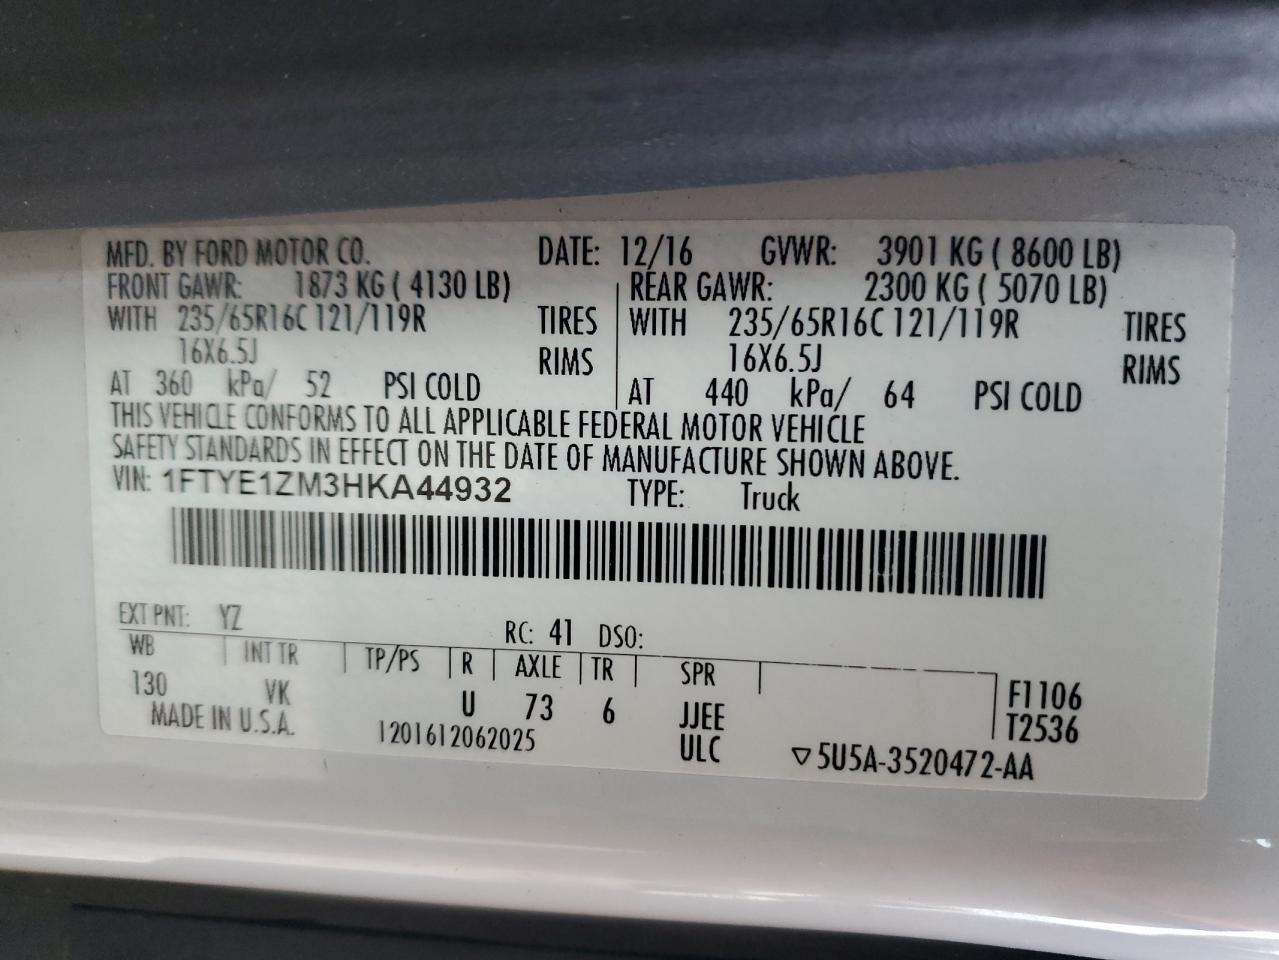 MFD. BY FORD MOTOR CO. DATE: 12/16 GVWR: 3901 KG ( 8600 LB)
FRONT GAWR: 1873 KG ( 4130 LB) REAR GAWR: 2300 KG ( 5070 LB)
WITH 235/65R16C 121/119R TIRES WITH 235/65R16C 121/119R TIRES
16X6.5J RIMS 16X6.5J RIMS
AT 360 kPa/ 52 PSI COLD AT 440 kPa/ 64 PSI COLD
THIS VEHICLE CONFORMS TO ALL APPLICABLE FEDERAL MOTOR VEHICLE
SAFETY STANDARDS IN EFFECT ON THE DATE OF MANUFACTURE SHOWN ABOVE.
VIN: 1FTYE1ZM3HKA44932 TYPE: Truck
EXT PNT: YZ RC: 41 DSO:
WB INT TR TP/PS R AXLE TR SPR
130 VK U 73 6 JJEE F1106
MADE IN U.S.A. 1201612062025 ULC ▽5U5A-3520472-AA T2536